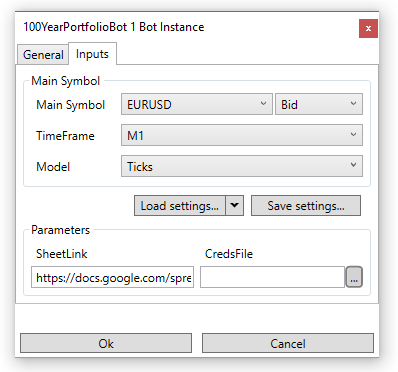 100YearPortfolioBot 1 Bot Instance x
General Inputs
Main Symbol
Main Symbol EURUSD Bid
TimeFrame M1
Model Ticks
Load settings... Save settings...
Parameters
SheetLink CredsFile
https://docs.google.com/spre ...
Ok Cancel